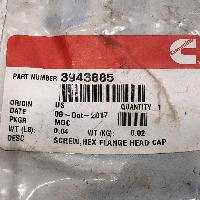 PART NUMBER 3943885
ORIGIN US QUANTITY 1
DATE 09-Oct-2017
PKGR MDC
WT (LB): 0.04 WT (KG): 0.02
DESC SCREW, HEX FLANGE HEAD CAP